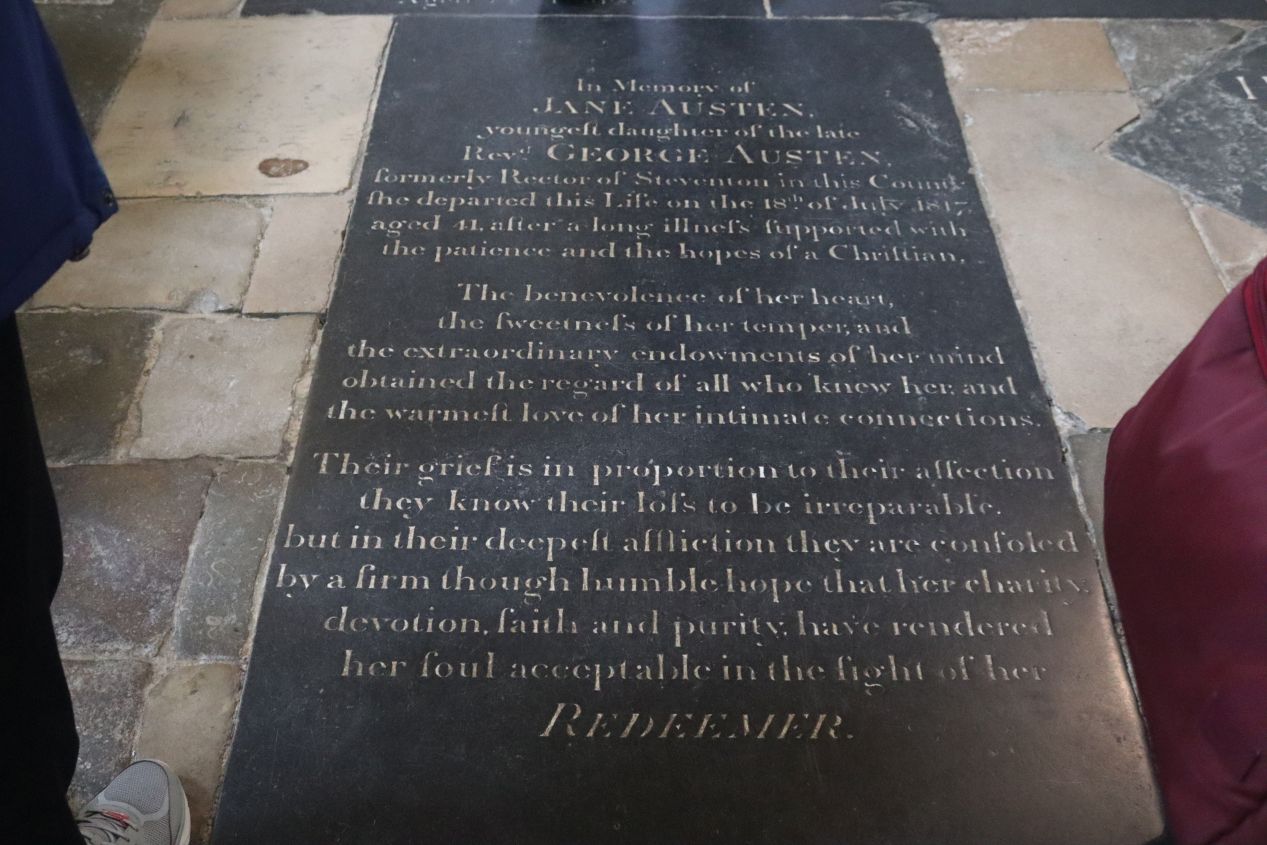 In Memory of
JANE AUSTEN,
youngeſt daughter of the late
Revd. GEORGE AUSTEN,
formerly Rector of Steventon in this County
ſhe departed this Life on the 18th of July 1817,
aged 41, after a long illneſs ſupported with
the patience and the hopes of a Chriſtian.
The benevolence of her heart,
the ſweetneſs of her temper, and
the extraordinary endowments of her mind
obtained the regard of all who knew her, and
the warmeſt love of her intimate connections.
Their grief is in proportion to their affection
they know their loſs to be irreparable,
but in their deepeſt affliction they are conſoled
by a firm though humble hope that her charity,
devotion, faith and purity, have rendered
her ſoul acceptable in the ſight of her
REDEEMER.